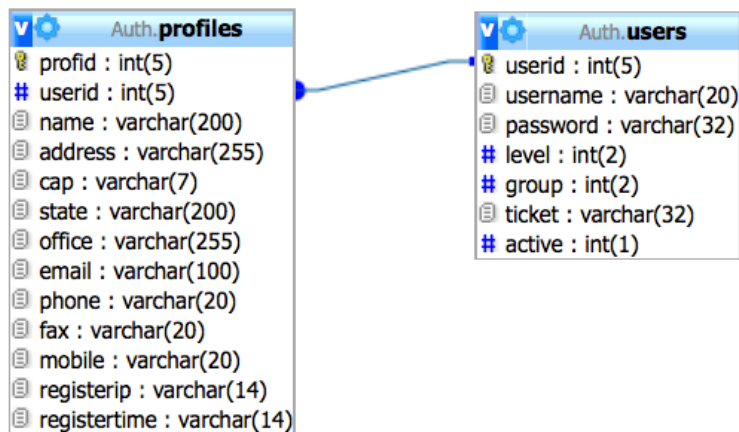 v Auth.profiles
profid : int(5)
# userid : int(5)
name : varchar(200)
address : varchar(255)
cap : varchar(7)
state : varchar(200)
office : varchar(255)
email : varchar(100)
phone : varchar(20)
fax : varchar(20)
mobile : varchar(20)
registerip : varchar(14)
registertime : varchar(14)
v Auth.users
userid : int(5)
username : varchar(20)
password : varchar(32)
# level : int(2)
# group : int(2)
ticket : varchar(32)
# active : int(1)